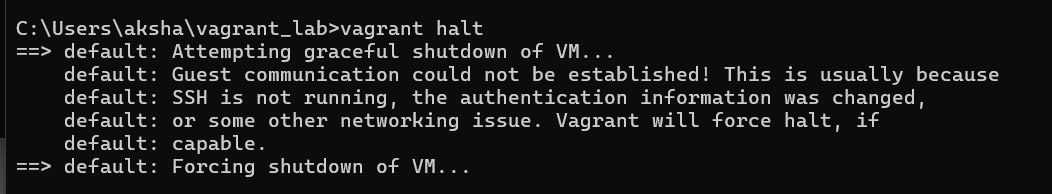 C:\Users\aksha\vagrant_lab>vagrant halt
==> default: Attempting graceful shutdown of VM...
    default: Guest communication could not be established! This is usually because
    default: SSH is not running, the authentication information was changed,
    default: or some other networking issue. Vagrant will force halt, if
    default: capable.
==> default: Forcing shutdown of VM...